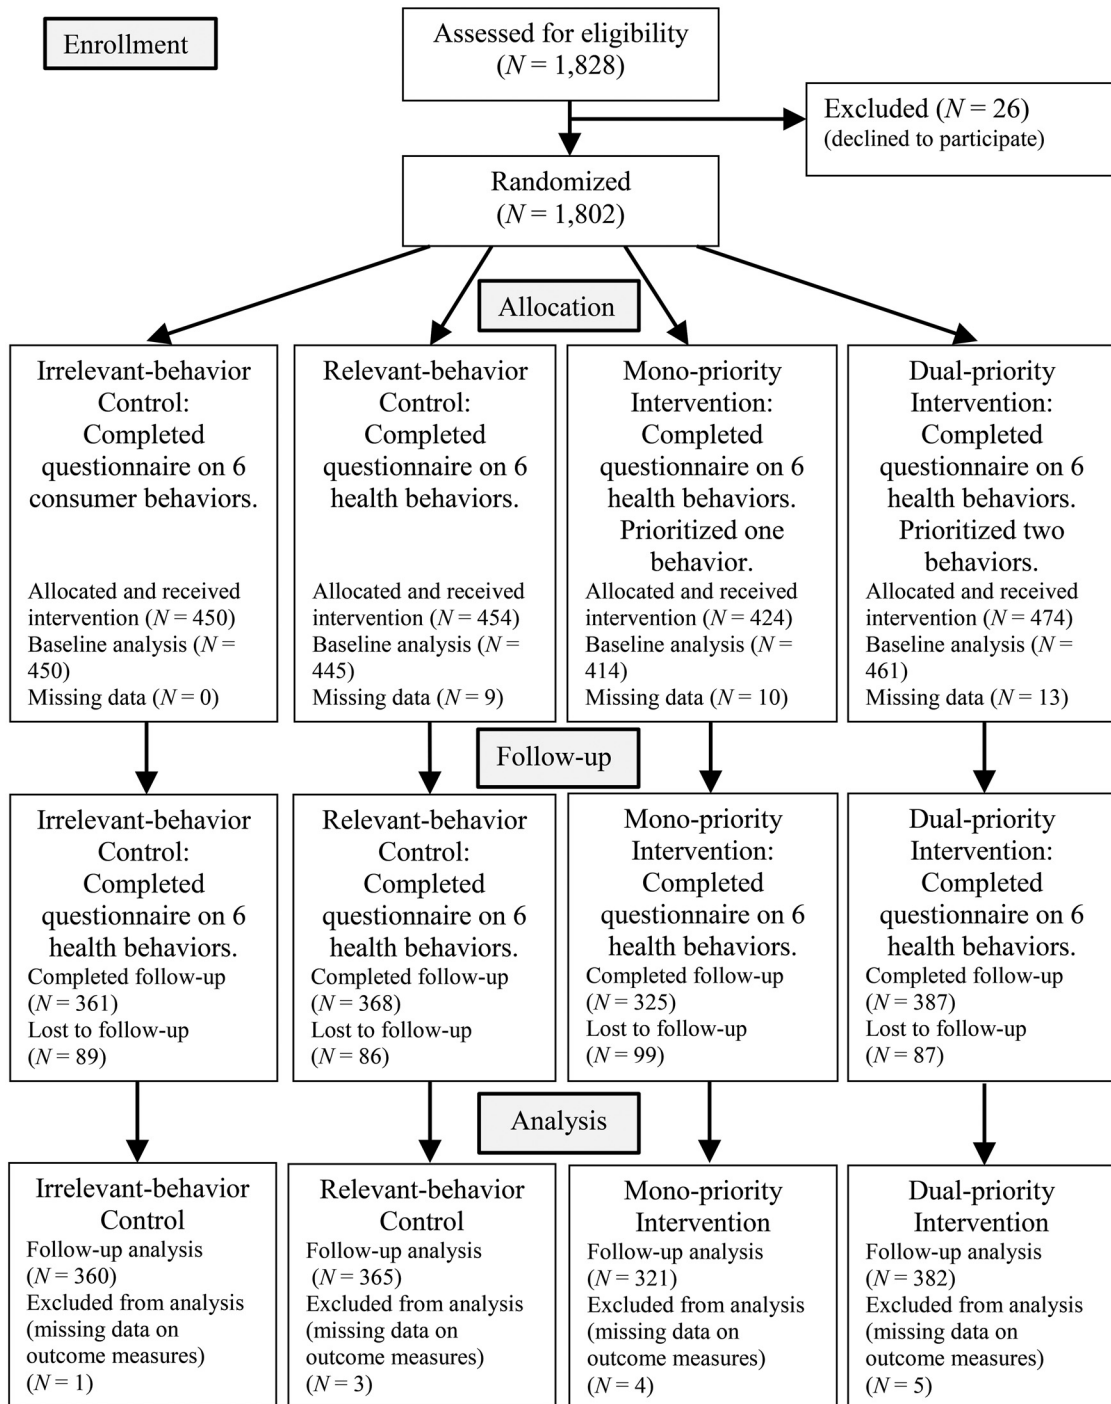 Enrollment
Assessed for eligibility
(N = 1,828)
Excluded (N = 26)
(declined to participate)
Randomized
(N = 1,802)
Allocation
Irrelevant-behavior
Control:
Completed
questionnaire on 6
consumer behaviors.
Allocated and received
intervention (N = 450)
Baseline analysis (N =
450)
Missing data (N = 0)
Relevant-behavior
Control:
Completed
questionnaire on 6
health behaviors.
Allocated and received
intervention (N = 454)
Baseline analysis (N =
445)
Missing data (N = 9)
Mono-priority
Intervention:
Completed
questionnaire on 6
health behaviors.
Prioritized one
behavior.
Allocated and received
intervention (N = 424)
Baseline analysis (N =
414)
Missing data (N = 10)
Dual-priority
Intervention:
Completed
questionnaire on 6
health behaviors.
Prioritized two
behaviors.
Allocated and received
intervention (N = 474)
Baseline analysis (N =
461)
Missing data (N = 13)
Follow-up
Irrelevant-behavior
Control:
Completed
questionnaire on 6
health behaviors.
Completed follow-up
(N = 361)
Lost to follow-up
(N = 89)
Relevant-behavior
Control:
Completed
questionnaire on 6
health behaviors.
Completed follow-up
(N = 368)
Lost to follow-up
(N = 86)
Mono-priority
Intervention:
Completed
questionnaire on 6
health behaviors.
Completed follow-up
(N = 325)
Lost to follow-up
(N = 99)
Dual-priority
Intervention:
Completed
questionnaire on 6
health behaviors.
Completed follow-up
(N = 387)
Lost to follow-up
(N = 87)
Analysis
Irrelevant-behavior
Control
Follow-up analysis
(N = 360)
Excluded from analysis
(missing data on
outcome measures)
(N = 1)
Relevant-behavior
Control
Follow-up analysis
(N = 365)
Excluded from analysis
(missing data on
outcome measures)
(N = 3)
Mono-priority
Intervention
Follow-up analysis
(N = 321)
Excluded from analysis
(missing data on
outcome measures)
(N = 4)
Dual-priority
Intervention
Follow-up analysis
(N = 382)
Excluded from analysis
(missing data on
outcome measures)
(N = 5)